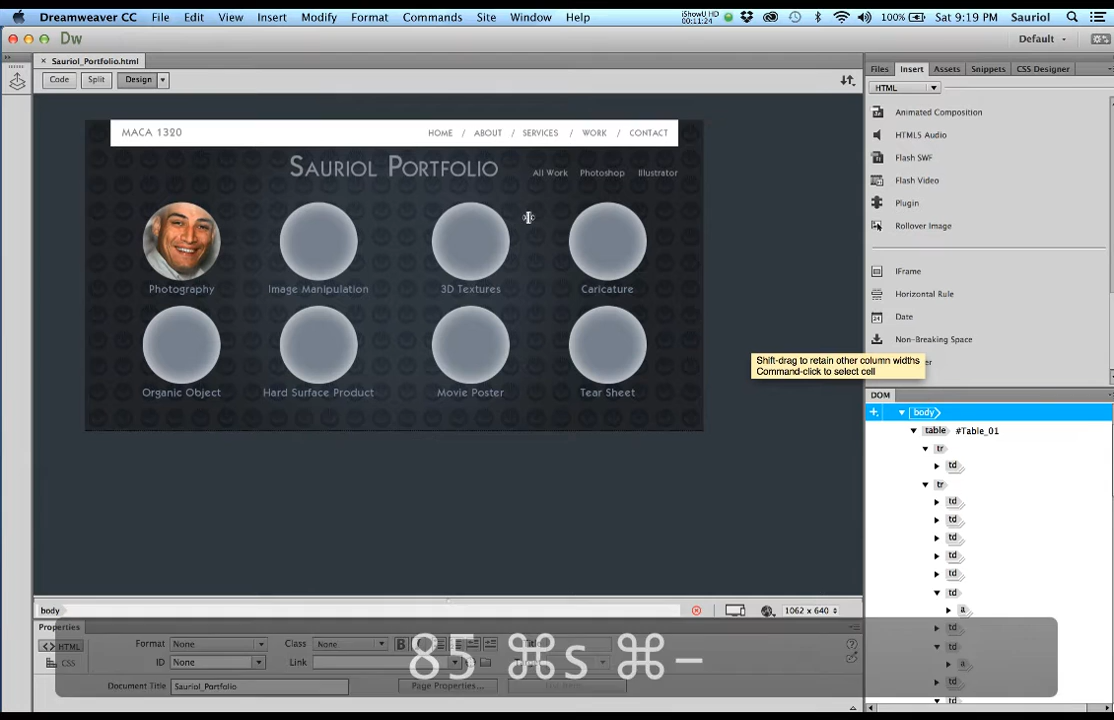 Dreamweaver CC File Edit View Insert Modify Format Commands Site Window Help iShowU HD 00:11:24 100% Sat 9:19 PM Sauriol
Dw Default
Sauriol_Portfolio.html
Code Split Design
Files Insert Assets Snippets CSS Designer
HTML
Animated Composition
HTML5 Audio
Flash SWF
Flash Video
Plugin
Rollover Image
IFrame
Horizontal Rule
Date
Non-Breaking Space
MACA 1320 HOME / ABOUT / SERVICES / WORK / CONTACT
Sauriol Portfolio
All Work Photoshop Illustrator
Photography Image Manipulation 3D Textures Caricature
Organic Object Hard Surface Product Movie Poster Tear Sheet
Shift-drag to retain other column widths
Command-click to select cell
DOM
body
table #Table_01
tr
td
tr
td
td
td
td
td
td
a
td
td
a
td
td
body 1062 x 640
Properties
HTML Format None Class None B Title
CSS ID None Link
85 ⌘s ⌘–
Document Title Sauriol_Portfolio Page Properties...